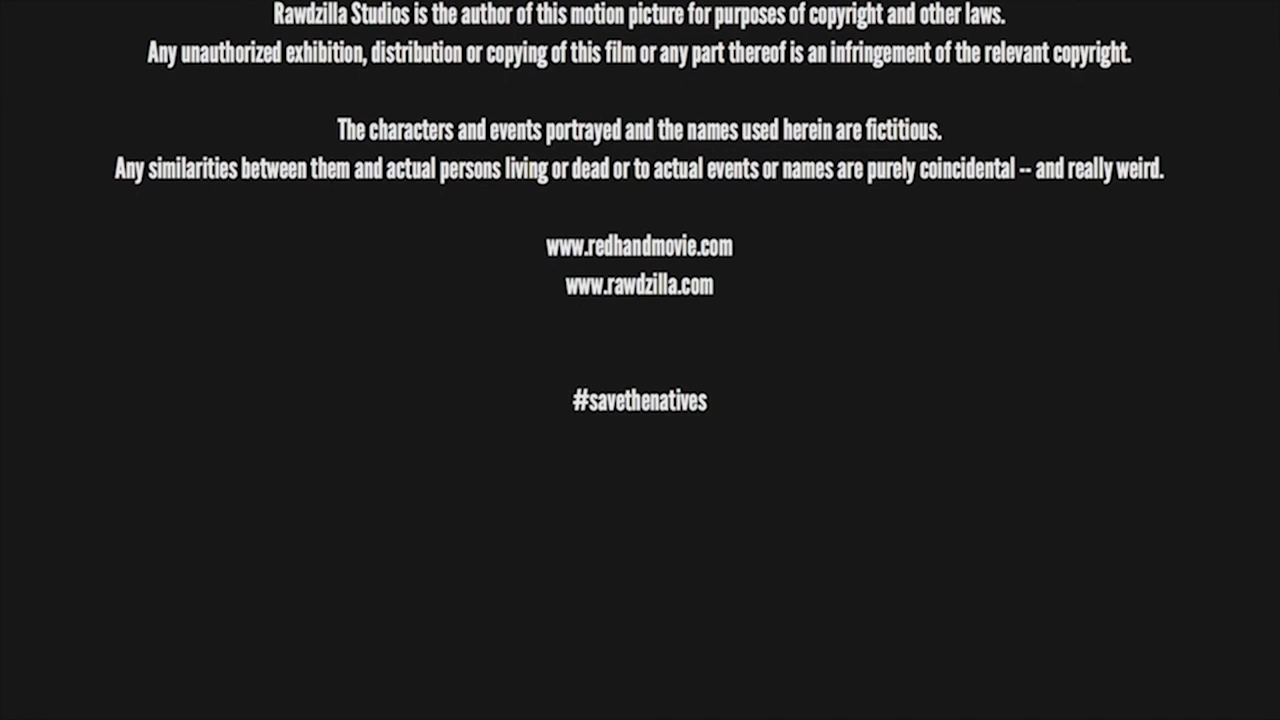 Rawdzilla Studios is the author of this motion picture for purposes of copyright and other laws.
Any unauthorized exhibition, distribution or copying of this film or any part thereof is an infringement of the relevant copyright.
The characters and events portrayed and the names used herein are fictitious.
Any similarities between them and actual persons living or dead or to actual events or names are purely coincidental -- and really weird.
www.redhandmovie.com
www.rawdzilla.com
#savethenatives